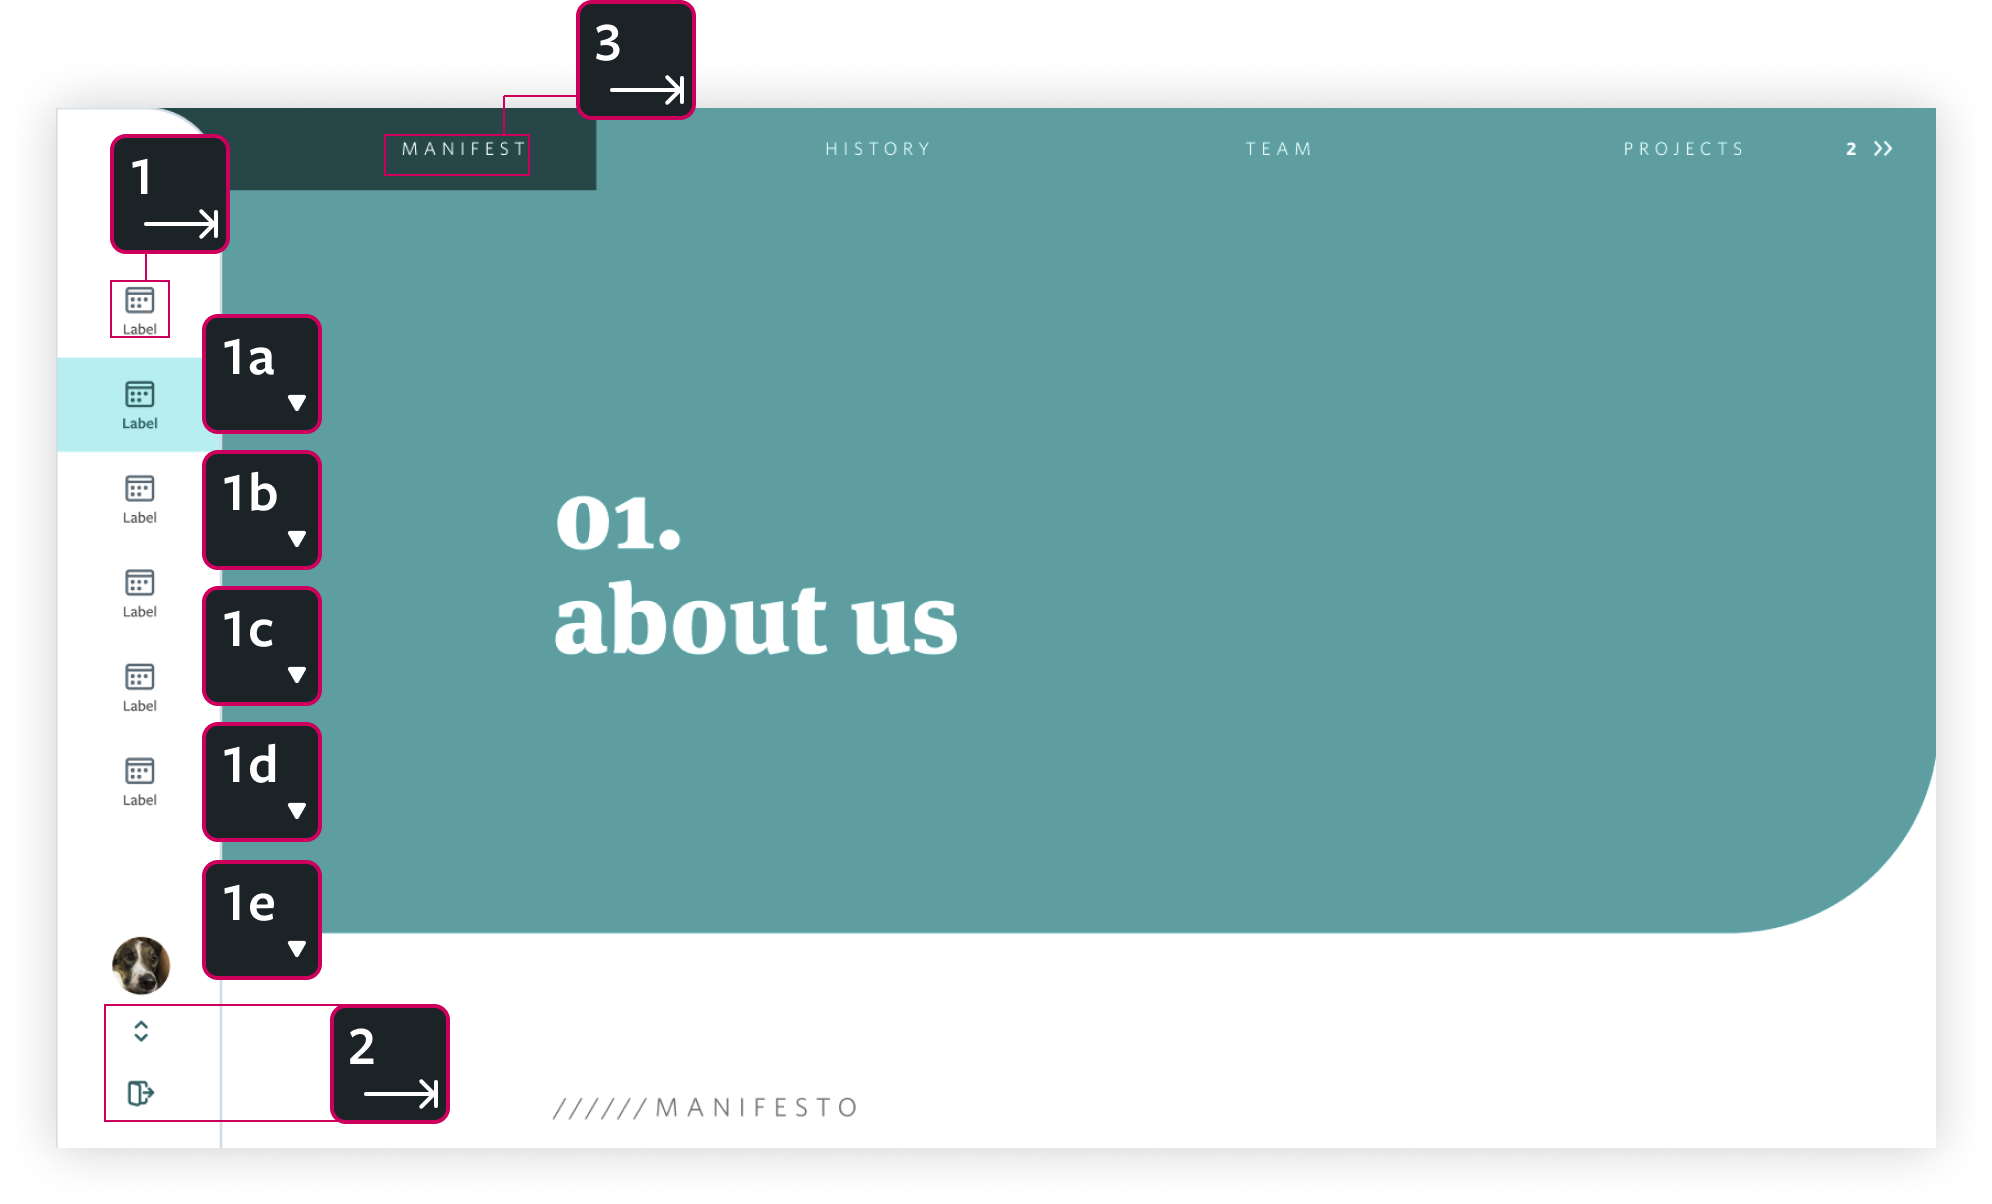 3
MANIFEST
HISTORY
TEAM
PROJECTS
2
1
Label
1a
Label
1b
Label
1c
Label
1d
Label
Label
1e
01.
about us
2
//////MANIFESTO